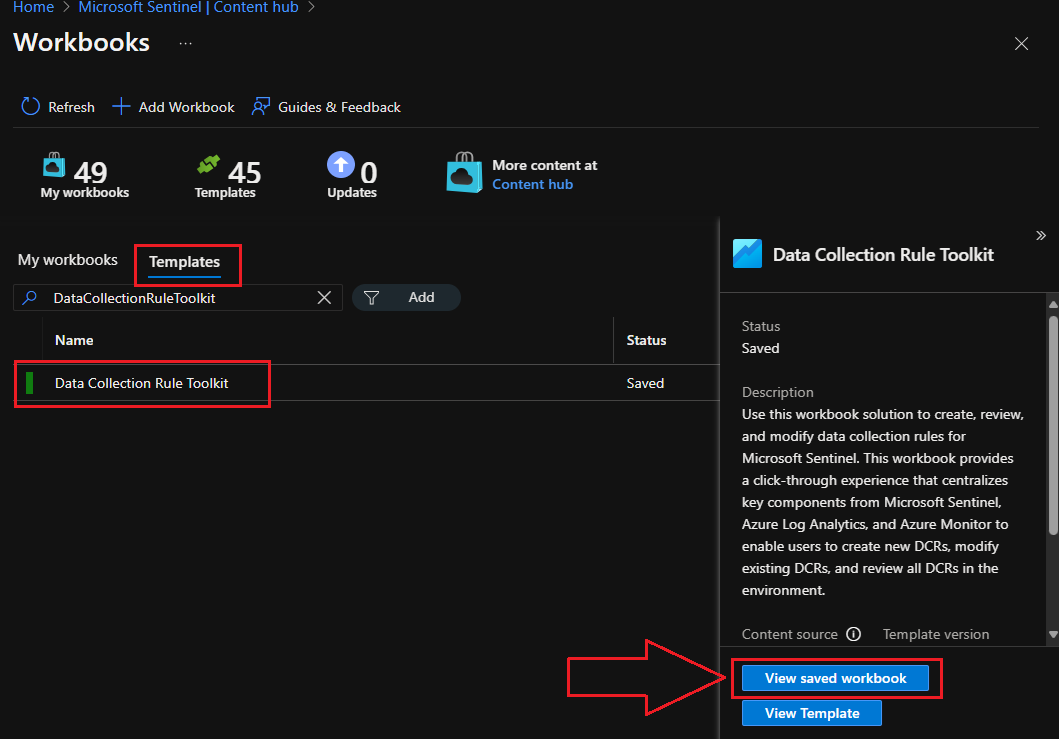 Home > Microsoft Sentinel | Content hub >
Workbooks ...
Refresh + Add Workbook Guides & Feedback
49
My workbooks
45
Templates
0
Updates
More content at
Content hub
My workbooks Templates
DataCollectionRuleToolkit
Add
Name Status
Data Collection Rule Toolkit Saved
Data Collection Rule Toolkit
Status
Saved
Description
Use this workbook solution to create, review,
and modify data collection rules for
Microsoft Sentinel. This workbook provides
a click-through experience that centralizes
key components from Microsoft Sentinel,
Azure Log Analytics, and Azure Monitor to
enable users to create new DCRs, modify
existing DCRs, and review all DCRs in the
environment.
Content source Template version
View saved workbook
View Template